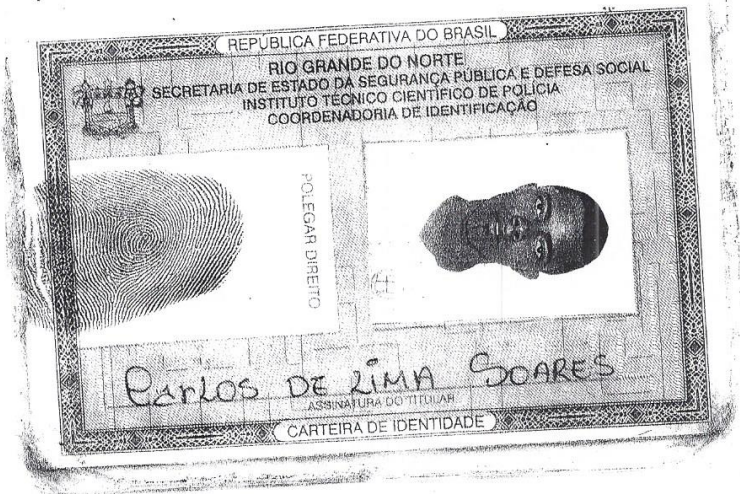 REPÚBLICA FEDERATIVA DO BRASIL
RIO GRANDE DO NORTE
SECRETARIA DE ESTADO DA SEGURANÇA PÚBLICA E DEFESA SOCIAL
INSTITUTO TÉCNICO CIENTÍFICO DE POLÍCIA
COORDENADORIA DE IDENTIFICAÇÃO
POLEGAR DIREITO
Carlos DE LiMA SOARES
ASSINATURA DO TITULAR
CARTEIRA DE IDENTIDADE